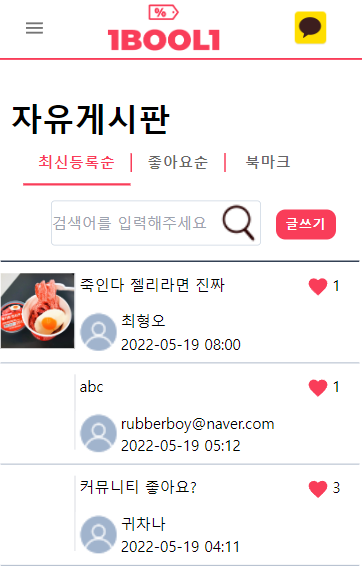 %
1BOOL1
자유게시판
최신등록순 | 좋아요순 | 북마크
검색어를 입력해주세요 글쓰기
죽인다 젤리라면 진짜 1
최형오
2022-05-19 08:00
abc 1
rubberboy@naver.com
2022-05-19 05:12
커뮤니티 좋아요? 3
귀차나
2022-05-19 04:11